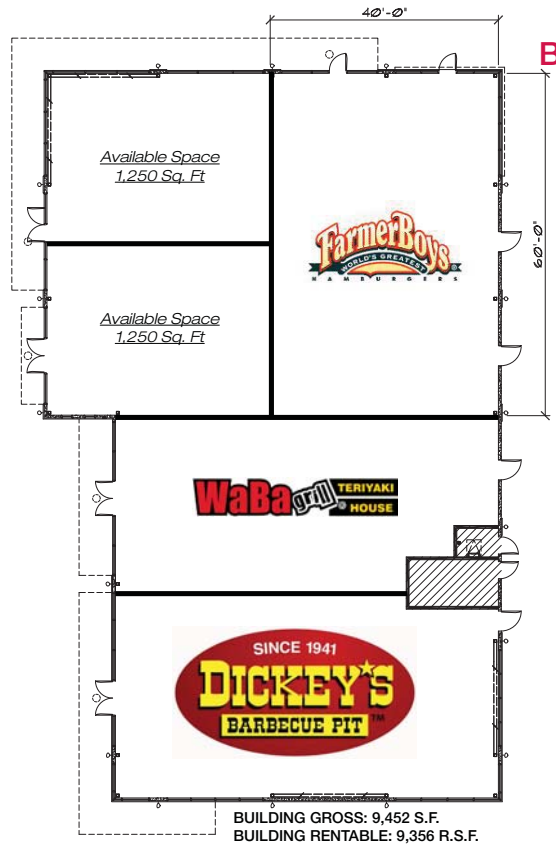 40'-0"
B
Available Space
1,250 Sq. Ft
60'-0"
FarmerBoys
WORLD'S GREATEST
HAMBURGERS
Available Space
1,250 Sq. Ft
WaBa grill TERIYAKI
HOUSE
SINCE 1941
DICKEY'S
BARBECUE PIT™
BUILDING GROSS: 9,452 S.F.
BUILDING RENTABLE: 9,356 R.S.F.